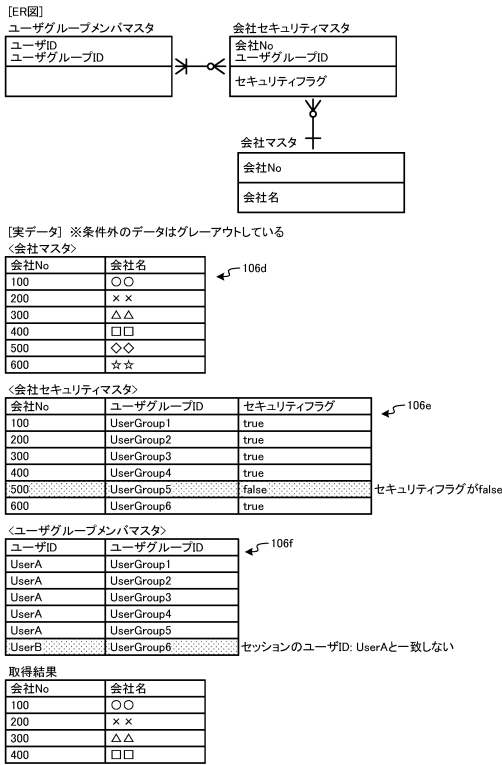 [ER図]
ユーザグループメンバマスタ
ユーザID
ユーザグループID
会社セキュリティマスタ
会社No
ユーザグループID
セキュリティフラグ
会社マスタ
会社No
会社名
[実データ] ※条件外のデータはグレーアウトしている
<会社マスタ>
会社No 会社名
100 ○○
200 ××
300 △△
400 □□
500 ◇◇
600 ☆☆
106d
<会社セキュリティマスタ>
会社No ユーザグループID セキュリティフラグ
100 UserGroup1 true
200 UserGroup2 true
300 UserGroup3 true
400 UserGroup4 true
500 UserGroup5 false セキュリティフラグがfalse
600 UserGroup6 true
106e
<ユーザグループメンバマスタ>
ユーザID ユーザグループID
UserA UserGroup1
UserA UserGroup2
UserA UserGroup3
UserA UserGroup4
UserA UserGroup5
UserB UserGroup6 セッションのユーザID: UserAと一致しない
106f
取得結果
会社No 会社名
100 ○○
200 ××
300 △△
400 □□